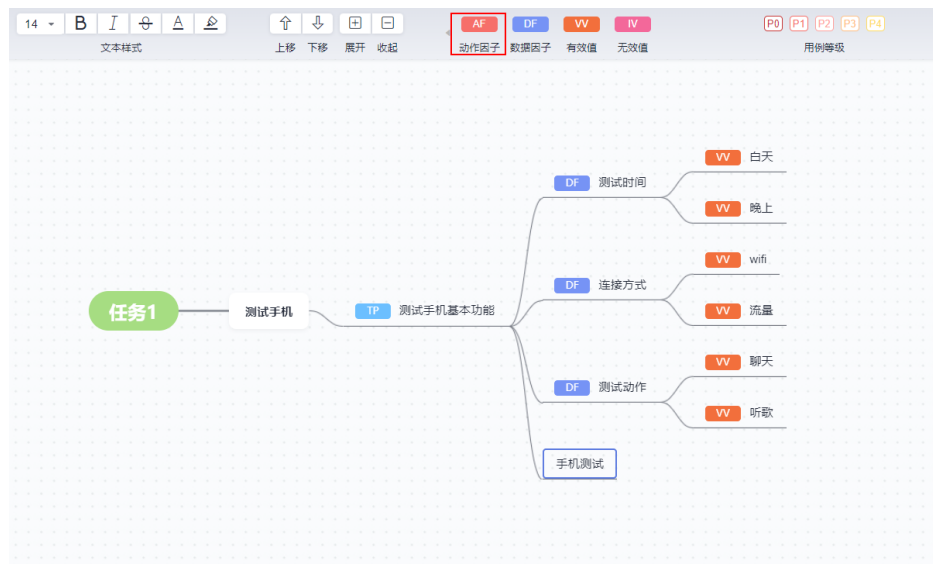 14 B I S A
AF DF VV IV
P0 P1 P2 P3 P4
文本样式
上移 下移 展开 收起
动作因子 数据因子 有效值 无效值
用例等级
任务1
测试手机
TP 测试手机基本功能
DF 测试时间
VV 白天
VV 晚上
DF 连接方式
VV wifi
VV 流量
DF 测试动作
VV 聊天
VV 听歌
手机测试